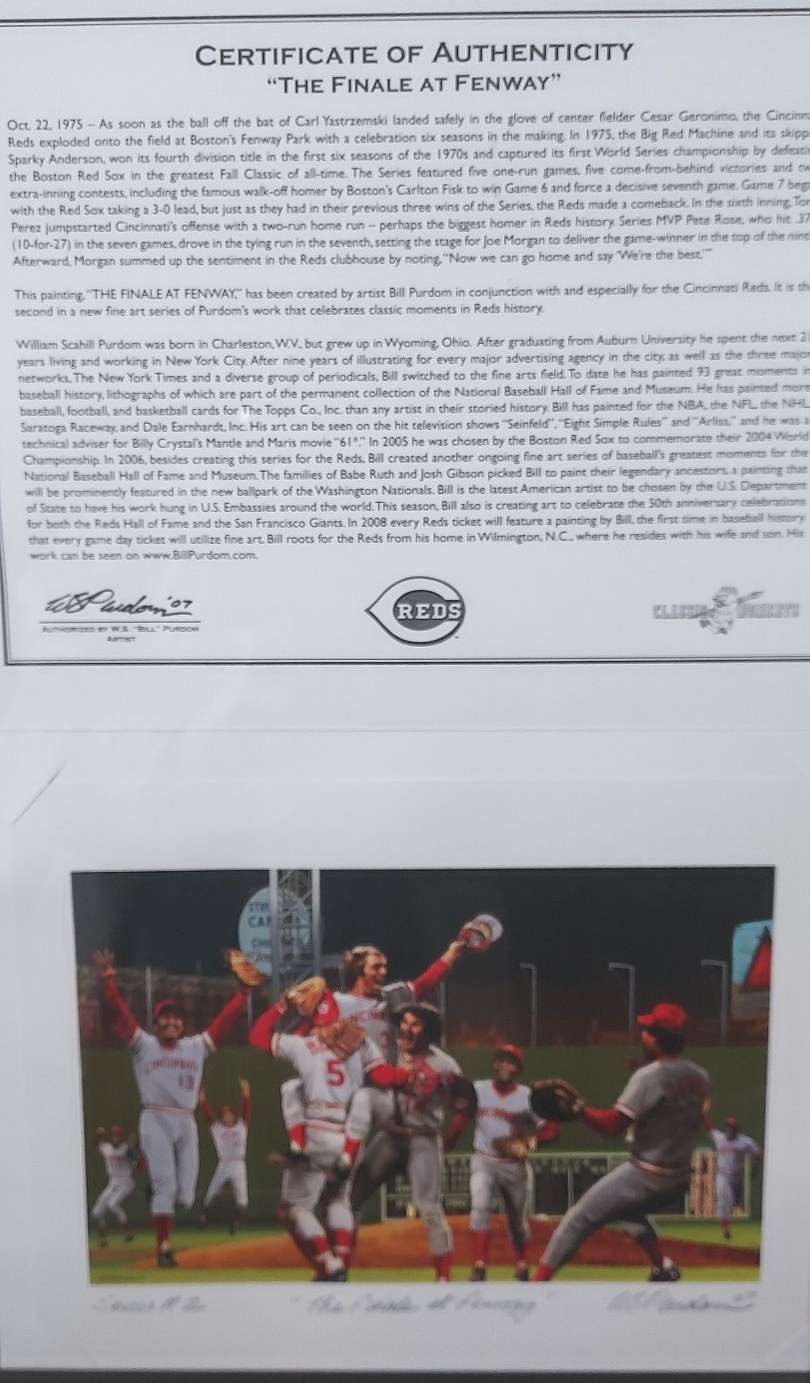 CERTIFICATE OF AUTHENTICITY
"THE FINALE AT FENWAY"
Oct. 22, 1975 – As soon as the ball off the bat of Carl Yastrzemski landed safely in the glove of center fielder Cesar Geronimo, the
Reds exploded onto the field at Boston's Fenway Park with a celebration six seasons in the making. In 1975, the Big Red Machine and its
Sparky Anderson, won its fourth division title in the first six seasons of the 1970s and captured its first World Series championship by
the Boston Red Sox in the greatest Fall Classic of all-time. The Series featured five one-run games, five come-from-behind victories and
extra-inning contests, including the famous walk-off homer by Boston's Carlton Fisk to win Game 6 and force a decisive seventh game. Game 7
with the Red Sox taking a 3-0 lead, but just as they had in their previous three wins of the Series, the Reds made a comeback. In the sixth inning,
Perez jumpstarted Cincinnati's offense with a two-run home run – perhaps the biggest homer in Reds history. Series MVP Pete Rose, who hit .37
(10-for-27) in the seven games, drove in the tying run in the seventh, setting the stage for Joe Morgan to deliver the game-winner in the top of the
Afterward, Morgan summed up the sentiment in the Reds clubhouse by noting, "Now we can go home and say 'We're the best.'"
This painting, "THE FINALE AT FENWAY," has been created by artist Bill Purdom in conjunction with and especially for the Cincinnati Reds. It is the
second in a new fine art series of Purdom's work that celebrates classic moments in Reds history.
William Scahill Purdom was born in Charleston, W.V., but grew up in Wyoming, Ohio. After graduating from Auburn University he spent the next
years living and working in New York City. After nine years of illustrating for every major advertising agency in the city, as well as the three major
networks, The New York Times and a diverse group of periodicals, Bill switched to the fine arts field. To date he has painted 93 great moments in
baseball history, lithographs of which are part of the permanent collection of the National Baseball Hall of Fame and Museum. He has painted more
baseball, football, and basketball cards for The Topps Co., Inc. than any artist in their storied history. Bill has painted for the NBA, the NFL, the NHL,
Saratoga Raceway, and Dale Earnhardt, Inc. His art can be seen on the hit television shows "Seinfeld", "Eight Simple Rules" and "Arliss," and he was a
technical adviser for Billy Crystal's Mantle and Maris movie "61*." In 2005 he was chosen by the Boston Red Sox to commemorate their 2004 World
Championship. In 2006, besides creating this series for the Reds, Bill created another ongoing fine art series of baseball's greatest moments for the
National Baseball Hall of Fame and Museum. The families of Babe Ruth and Josh Gibson picked Bill to paint their legendary ancestors, a painting that
will be prominently featured in the new ballpark of the Washington Nationals. Bill is the latest American artist to be chosen by the U.S. Department
of State to have his work hung in U.S. Embassies around the world. This season, Bill also is creating art to celebrate the 50th anniversary celebrations
for both the Reds Hall of Fame and the San Francisco Giants. In 2008 every Reds ticket will feature a painting by Bill, the first time in baseball history
that every game day ticket will utilize fine art. Bill roots for the Reds from his home in Wilmington, N.C., where he resides with his wife and son. His
work can be seen on www.BillPurdom.com.
WSPurdom '07
AUTHORIZED BY W.S. "BILL" PURDOM
ARTIST
REDS
CLASSIC MOMENTS
CINCINNATI
13
5
"The Finale at Fenway"
WSPurdom